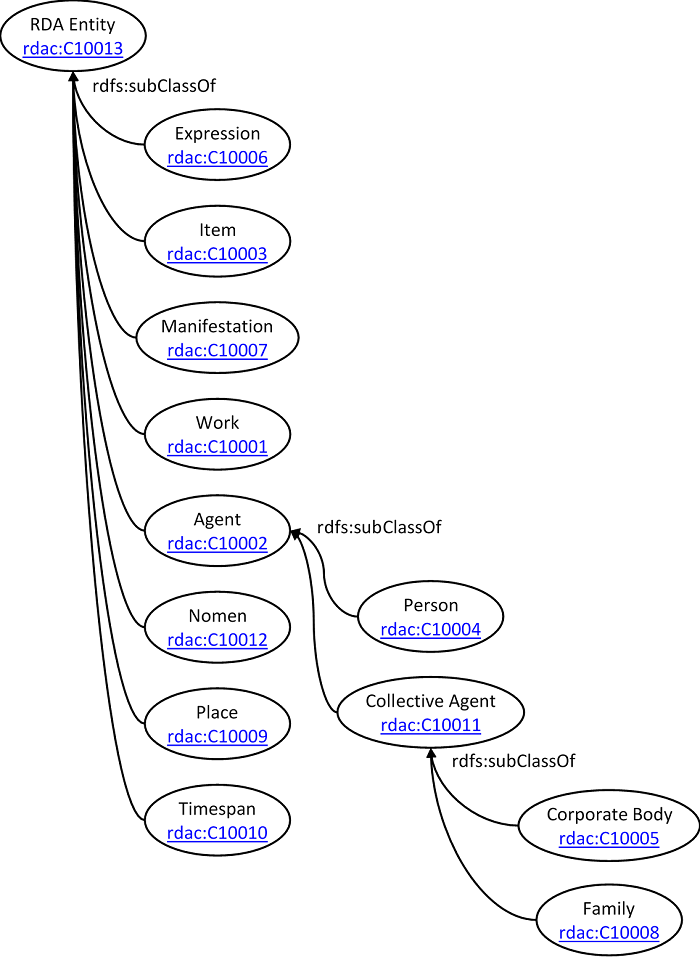 RDA Entity
rdac:C10013
rdfs:subClassOf
Expression
rdac:C10006
Item
rdac:C10003
Manifestation
rdac:C10007
Work
rdac:C10001
Agent
rdac:C10002
rdfs:subClassOf
Person
rdac:C10004
Nomen
rdac:C10012
Collective Agent
rdac:C10011
Place
rdac:C10009
rdfs:subClassOf
Timespan
rdac:C10010
Corporate Body
rdac:C10005
Family
rdac:C10008